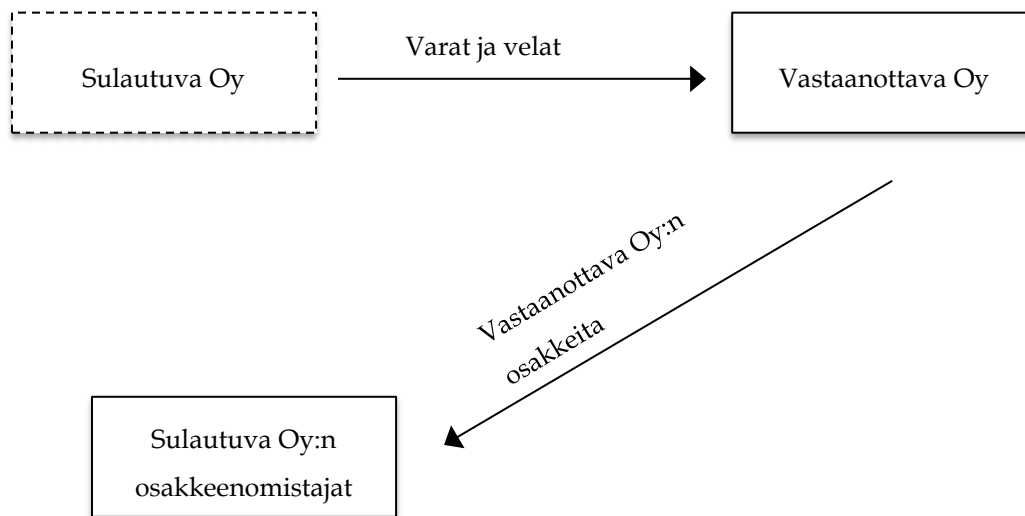 Varat ja velat
Sulautuva Oy
Vastaanottava Oy
Vastaanottava Oy:n
osakkeita
Sulautuva Oy:n
osakkeenomistajat